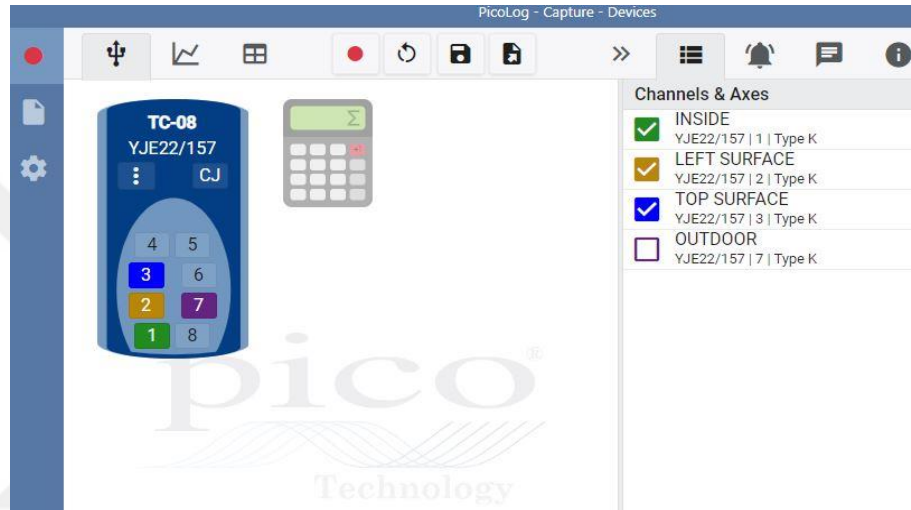 PicoLog - Capture - Devices
Channels & Axes
TC-08
YJE22/157
CJ
4 5
3 6
2 7
1 8
Σ
+I
INSIDE
YJE22/157 | 1 | Type K
LEFT SURFACE
YJE22/157 | 2 | Type K
TOP SURFACE
YJE22/157 | 3 | Type K
OUTDOOR
YJE22/157 | 7 | Type K
pico®
Technology